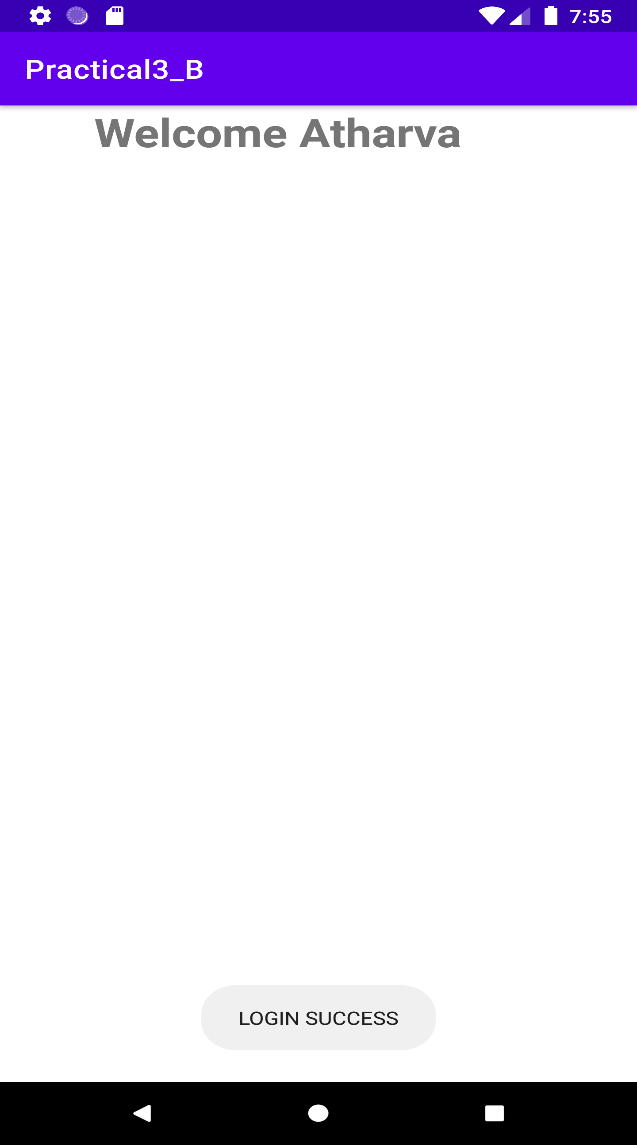 7:55
Practical3_B
Welcome Atharva
LOGIN SUCCESS